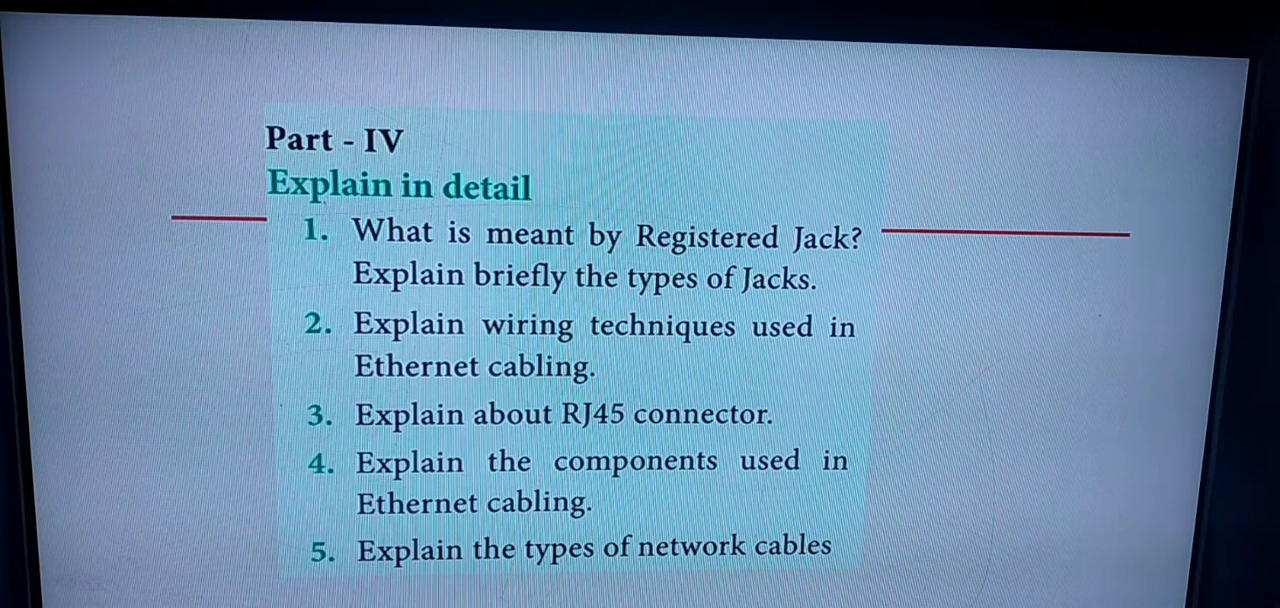 Part - IV
Explain in detail
1. What is meant by Registered Jack?
Explain briefly the types of Jacks.
2. Explain wiring techniques used in
Ethernet cabling.
3. Explain about RJ45 connector.
4. Explain the components used in
Ethernet cabling.
5. Explain the types of network cables